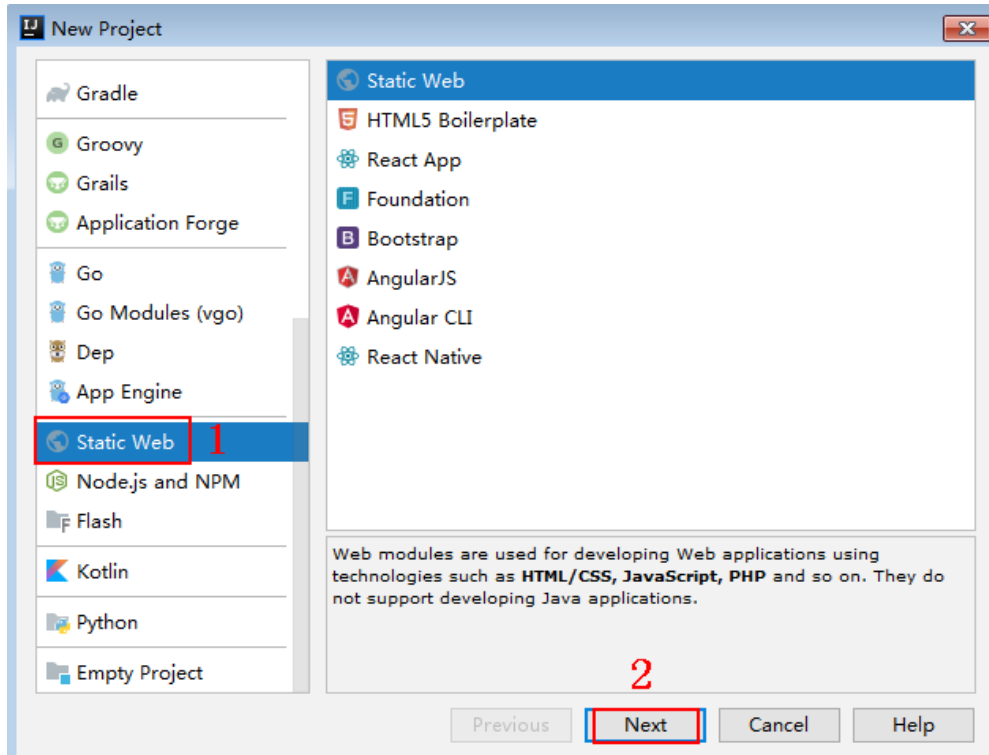 New Project
Gradle
Groovy
Grails
Application Forge
Go
Go Modules (vgo)
Dep
App Engine
Static Web
1
Node.js and NPM
Flash
Kotlin
Python
Empty Project
Static Web
HTML5 Boilerplate
React App
Foundation
Bootstrap
AngularJS
Angular CLI
React Native
Web modules are used for developing Web applications using
technologies such as HTML/CSS, JavaScript, PHP and so on. They do
not support developing Java applications.
2
Previous
Next
Cancel
Help